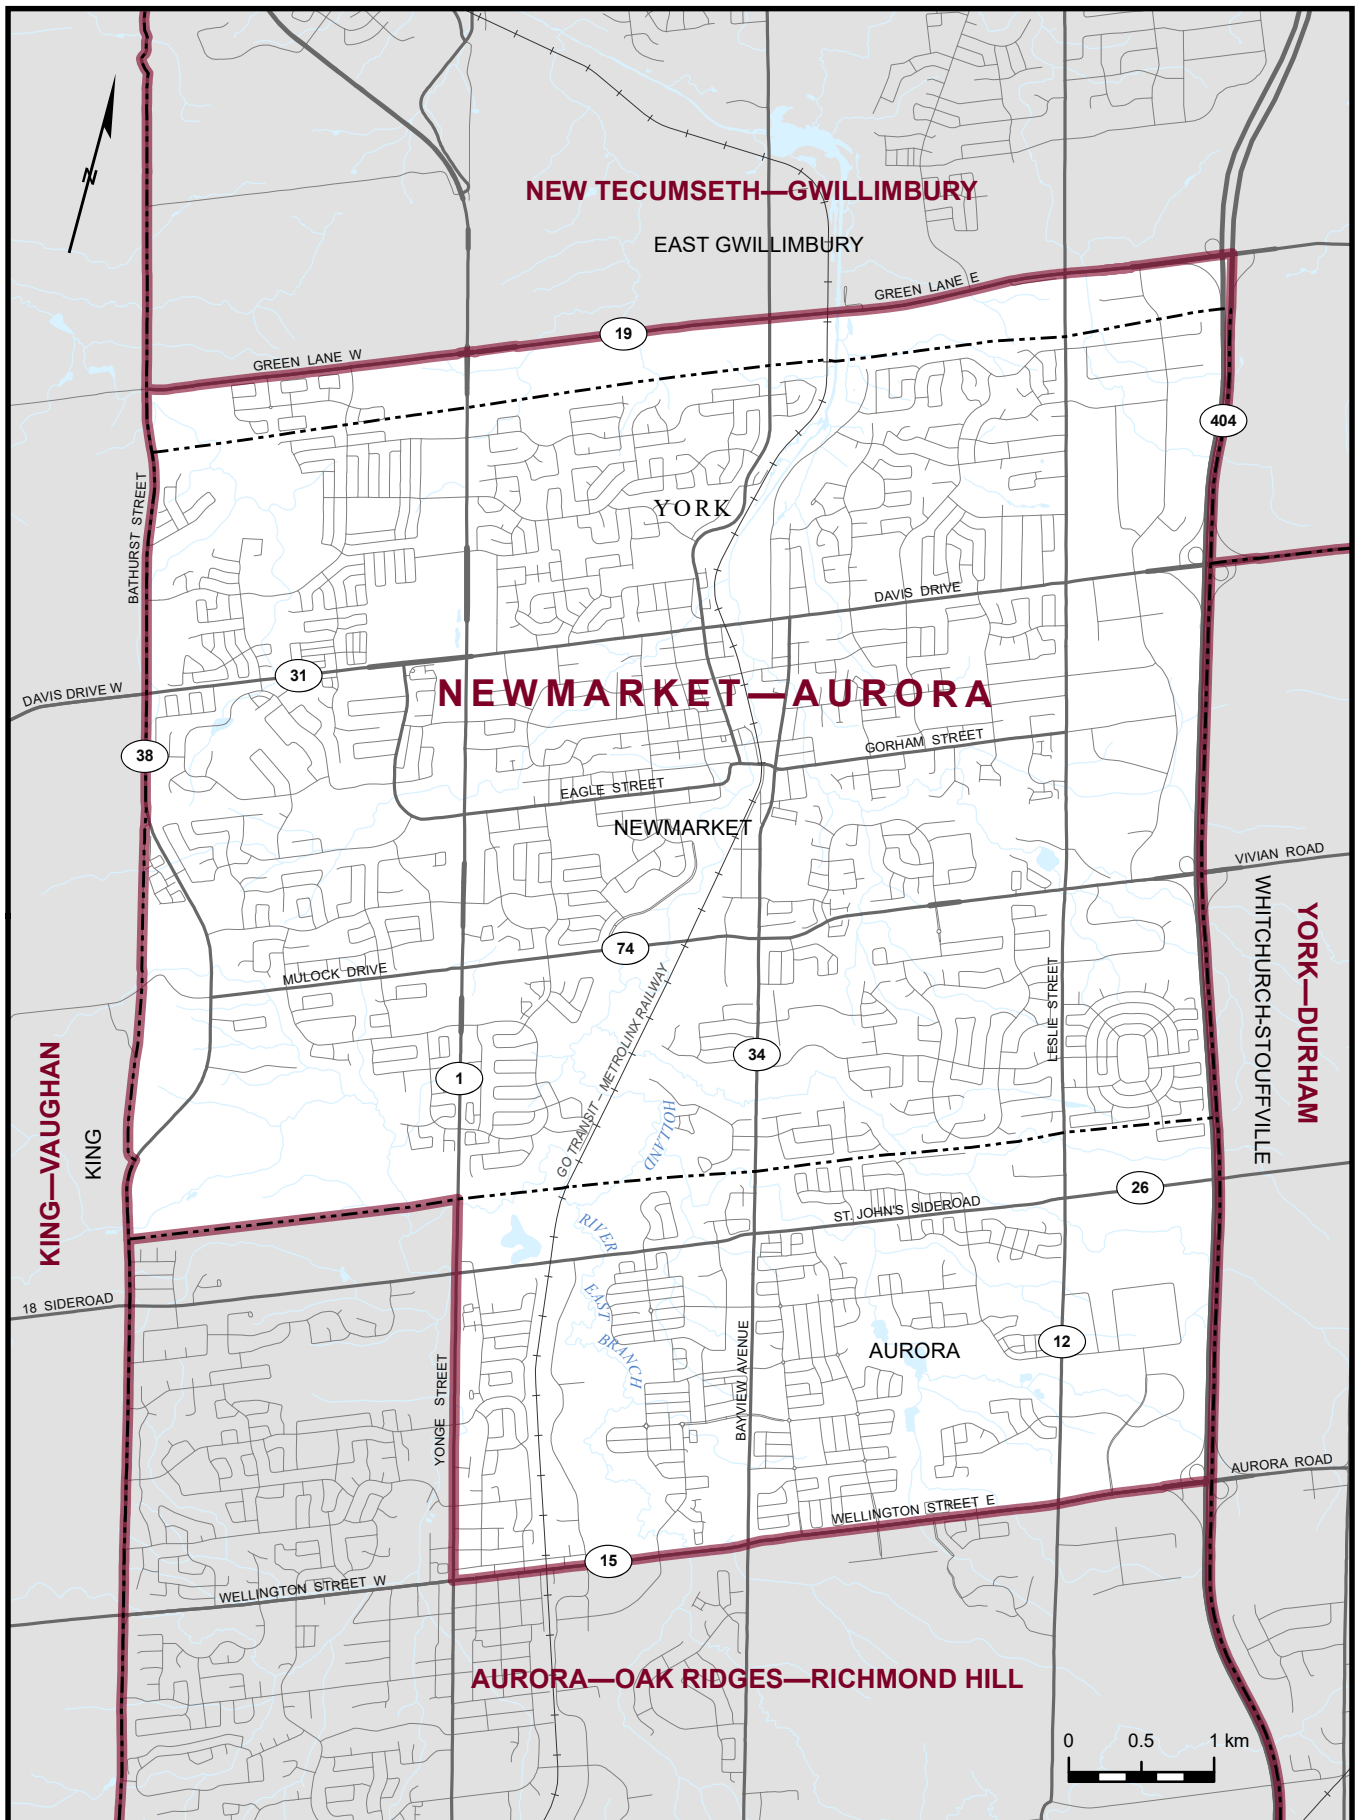 N
NEW TECUMSETH—GWILLIMBURY
EAST GWILLIMBURY
GREEN LANE E
19
GREEN LANE W
404
BATHURST STREET
YORK
DAVIS DRIVE
31
DAVIS DRIVE W
NEWMARKET—AURORA
38
GORHAM STREET
EAGLE STREET
NEWMARKET
VIVIAN ROAD
WHITCHURCH-STOUFFVILLE
YORK—DURHAM
74
MULOCK DRIVE
LESLIE STREET
GO TRANSIT – METROLINX RAILWAY
34
1
KING—VAUGHAN
KING
HOLLAND
RIVER
EAST
BRANCH
26
ST. JOHN'S SIDEROAD
18 SIDEROAD
12
AURORA
BAYVIEW AVENUE
YONGE STREET
AURORA ROAD
WELLINGTON STREET E
15
WELLINGTON STREET W
AURORA—OAK RIDGES—RICHMOND HILL
0 0.5 1 km